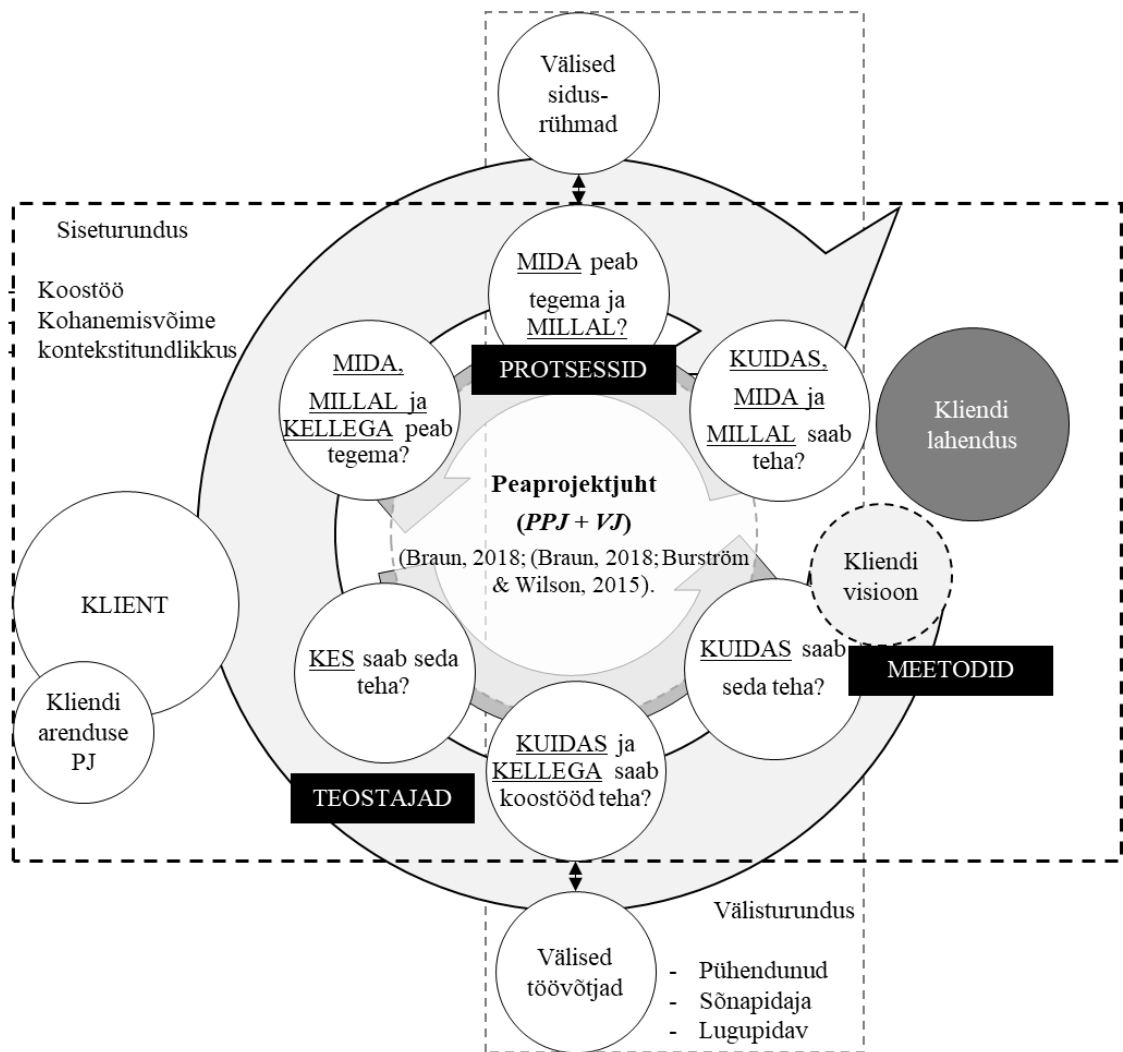 Välised
sidus-
rühmad
Siseturundus
- Koostöö
- Kohanemisvõime
- kontekstitundlikkus
MIDA peab
tegema ja
MILLAL?
PROTSESSID
MIDA,
MILLAL ja
KELLEGA peab
tegema?
KUIDAS,
MIDA ja
MILLAL saab
teha?
Kliendi
lahendus
Peaprojektjuht
(PPJ + VJ)
(Braun, 2018; (Braun, 2018; Burström
& Wilson, 2015).
Kliendi
visioon
KLIENT
Kliendi
arenduse
PJ
KES saab seda
teha?
KUIDAS saab
seda teha?
MEETODID
KUIDAS ja
KELLEGA saab
koostööd teha?
TEOSTAJAD
Välised
töövõtjad
Välisturundus
- Pühendunud
- Sõnapidaja
- Lugupidav